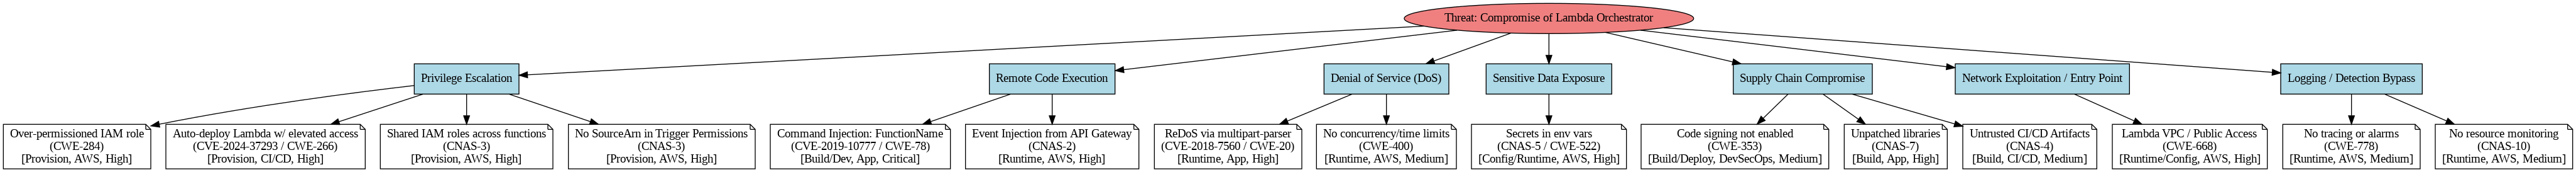 Threat: Compromise of Lambda Orchestrator
Privilege Escalation
Remote Code Execution
Denial of Service (DoS)
Sensitive Data Exposure
Supply Chain Compromise
Network Exploitation / Entry Point
Logging / Detection Bypass
Over-permissioned IAM role
(CWE-284)
[Provision, AWS, High]
Auto-deploy Lambda w/ elevated access
(CVE-2024-37293 / CWE-266)
[Provision, CI/CD, High]
Shared IAM roles across functions
(CNAS-3)
[Provision, AWS, High]
No SourceArn in Trigger Permissions
(CNAS-3)
[Provision, AWS, High]
Command Injection: FunctionName
(CVE-2019-10777 / CWE-78)
[Build/Dev, App, Critical]
Event Injection from API Gateway
(CNAS-2)
[Runtime, AWS, High]
ReDoS via multipart-parser
(CVE-2018-7560 / CWE-20)
[Runtime, App, High]
No concurrency/time limits
(CWE-400)
[Runtime, AWS, Medium]
Secrets in env vars
(CNAS-5 / CWE-522)
[Config/Runtime, AWS, High]
Code signing not enabled
(CWE-353)
[Build/Deploy, DevSecOps, Medium]
Unpatched libraries
(CNAS-7)
[Build, App, High]
Untrusted CI/CD Artifacts
(CNAS-4)
[Build, CI/CD, Medium]
Lambda VPC / Public Access
(CWE-668)
[Runtime/Config, AWS, High]
No tracing or alarms
(CWE-778)
[Runtime, AWS, Medium]
No resource monitoring
(CNAS-10)
[Runtime, AWS, Medium]